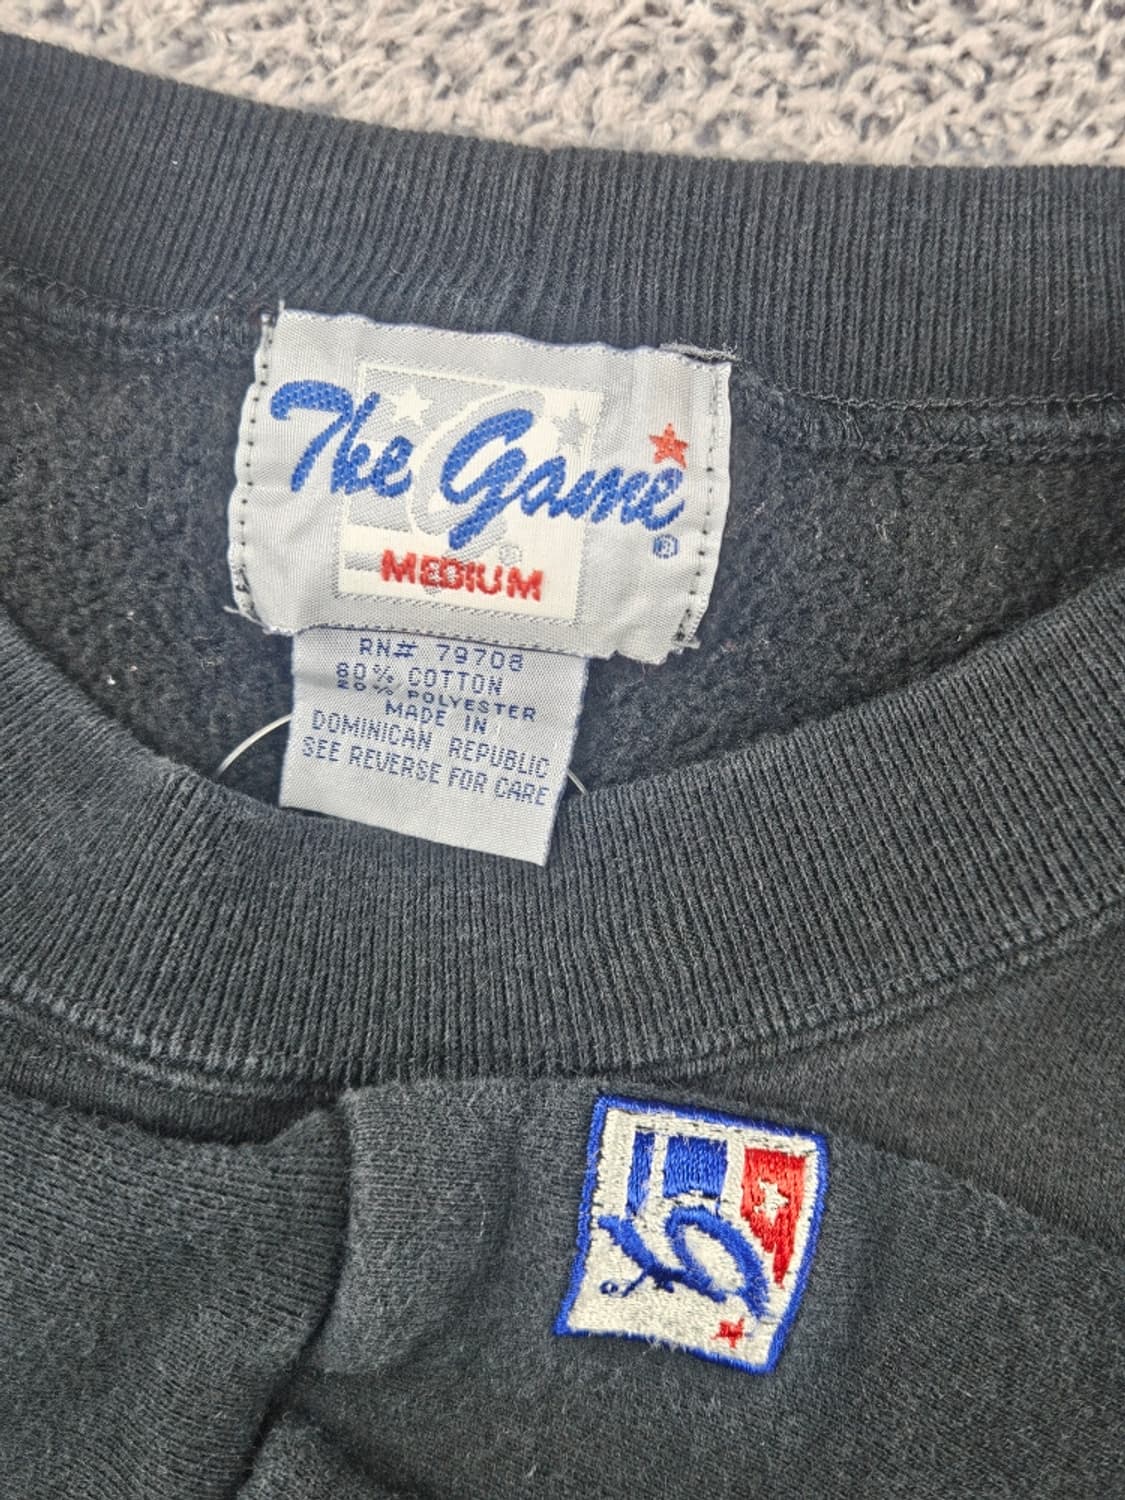 The Game
®
®
MEDIUM
RN# 79708
80% COTTON
20% POLYESTER
MADE IN
DOMINICAN REPUBLIC
SEE REVERSE FOR CARE